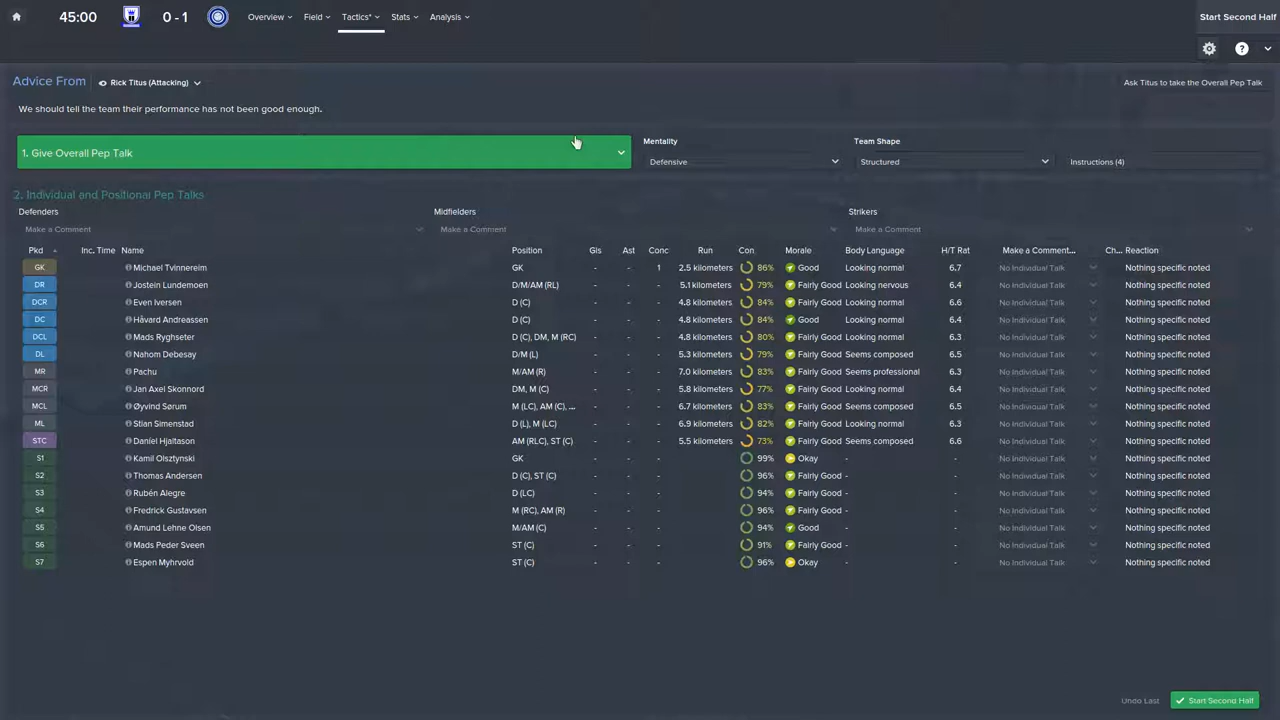 45:00 0 - 1 Overview Field Tactics* Stats Analysis Start Second Half
?
Advice From Rick Titus (Attacking) Ask Titus to take the Overall Pep Talk
We should tell the team their performance has not been good enough.
1. Give Overall Pep Talk
Mentality Team Shape
Defensive Structured Instructions (4)
2. Individual and Positional Pep Talks
Defenders Midfielders Strikers
Make a Comment Make a Comment Make a Comment
Pkd Inc. Time Name Position Gls Ast Conc Run Con Morale Body Language H/T Rat Make a Comment... Ch... Reaction
GK Michael Tvinnereim GK - - 1 2.5 kilometers 86% Good Looking normal 6.7 No Individual Talk Nothing specific noted
DR Jostein Lundemoen D/M/AM (RL) - - - 5.1 kilometers 79% Fairly Good Looking nervous 6.4 No Individual Talk Nothing specific noted
DCR Even Iversen D (C) - - - 4.8 kilometers 84% Fairly Good Looking normal 6.6 No Individual Talk Nothing specific noted
DC Håvard Andreassen D (C) - - - 4.8 kilometers 84% Good Looking normal 6.4 No Individual Talk Nothing specific noted
DCL Mads Ryghseter D (C), DM, M (RC) - - - 4.2 kilometers 80% Fairly Good Looking normal 6.3 No Individual Talk Nothing specific noted
DL Nahom Debesay D/M (L) - - - 5.3 kilometers 79% Fairly Good Seems composed 6.5 No Individual Talk Nothing specific noted
MR Pachu M/AM (R) - - - 7.0 kilometers 83% Fairly Good Seems professional 6.3 No Individual Talk Nothing specific noted
MCR Jan Axel Skonnord DM, M (C) - - - 5.8 kilometers 77% Fairly Good Looking normal 6.4 No Individual Talk Nothing specific noted
MCL Øyvind Sørum M (LC), AM (C), ... - - - 6.7 kilometers 83% Fairly Good Seems composed 6.5 No Individual Talk Nothing specific noted
ML Stian Simenstad D (L), M (LC) - - - 6.9 kilometers 82% Fairly Good Looking normal 6.3 No Individual Talk Nothing specific noted
STC Daníel Hjaltason AM (RLC), ST (C) - - - 5.5 kilometers 73% Fairly Good Seems composed 6.6 No Individual Talk Nothing specific noted
S1 Kamil Olsztynski GK - - - 99% Okay - - No Individual Talk Nothing specific noted
S2 Thomas Andersen D (C), ST (C) - - - 96% Fairly Good - - No Individual Talk Nothing specific noted
S3 Rubén Alegre D (LC) - - - 94% Fairly Good - - No Individual Talk Nothing specific noted
S4 Fredrick Gustavsen M (RC), AM (R) - - - 96% Fairly Good - - No Individual Talk Nothing specific noted
S5 Amund Lehne Olsen M/AM (C) - - - 94% Good - - No Individual Talk Nothing specific noted
S6 Mads Peder Sveen ST (C) - - - 91% Fairly Good - - No Individual Talk Nothing specific noted
S7 Espen Myhrvold ST (C) - - - 96% Okay - - No Individual Talk Nothing specific noted
Undo Last Start Second Half